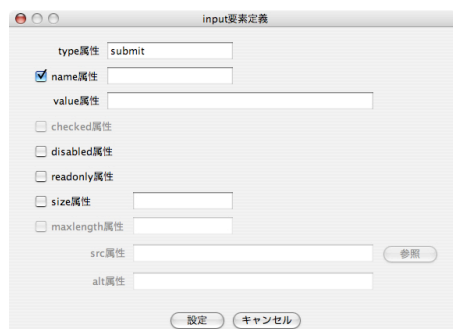 input要素定義
type属性 submit
name属性
value属性
checked属性
disabled属性
readonly属性
size属性
maxlength属性
src属性 参照
alt属性
設定 キャンセル